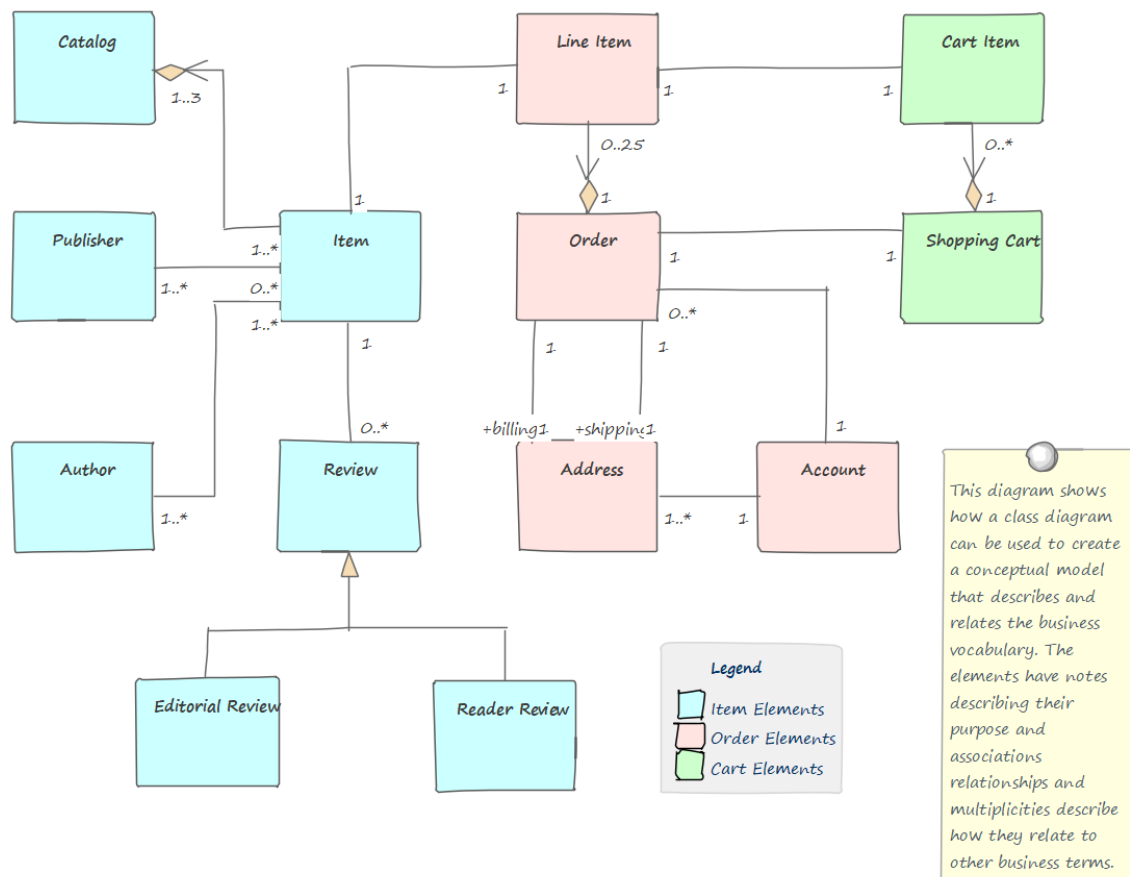 Catalog
Line Item
Cart Item
1..3
1
1
1
0..25
0..*
1
1
1
Publisher
Item
Order
Shopping Cart
1..*
1
1
1..*
0..*
0..*
1..*
1
1
1
0..*
+billing1
+shipping1
1
Author
Review
Address
Account
1..*
1..*
1
Editorial Review
Reader Review
Legend
Item Elements
Order Elements
Cart Elements
This diagram shows
how a class diagram
can be used to create
a conceptual model
that describes and
relates the business
vocabulary. The
elements have notes
describing their
purpose and
associations
relationships and
multiplicities describe
how they relate to
other business terms.